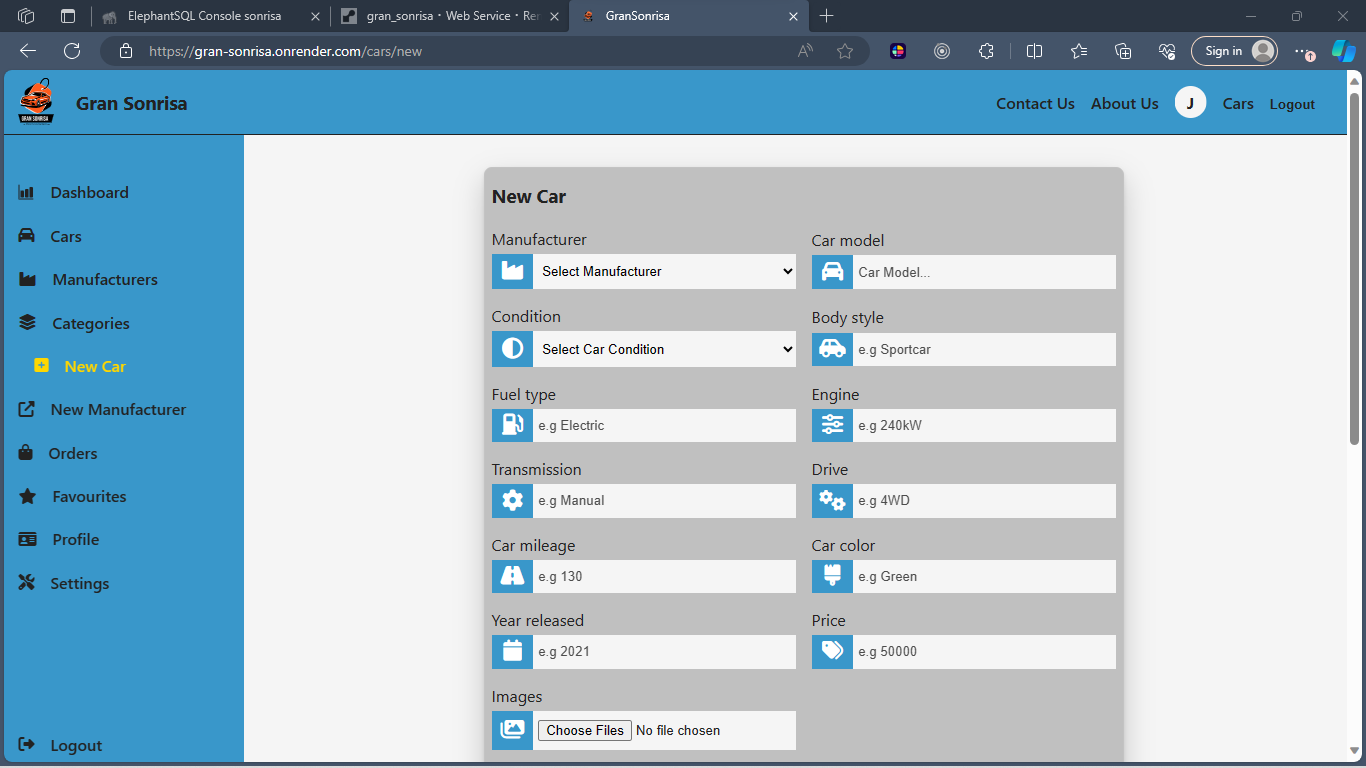 ElephantSQL Console sonrisa
gran_sonrisa · Web Service · Rer
GranSonrisa
https://gran-sonrisa.onrender.com/cars/new
Sign in
GRAN SONRISA
Gran Sonrisa
Contact Us
About Us
J
Cars
Logout
Dashboard
Cars
Manufacturers
Categories
New Car
New Manufacturer
Orders
Favourites
Profile
Settings
Logout
New Car
Manufacturer
Select Manufacturer
Car model
Car Model...
Condition
Select Car Condition
Body style
e.g Sportcar
Fuel type
e.g Electric
Engine
e.g 240kW
Transmission
e.g Manual
Drive
e.g 4WD
Car mileage
e.g 130
Car color
e.g Green
Year released
e.g 2021
Price
e.g 50000
Images
Choose Files No file chosen